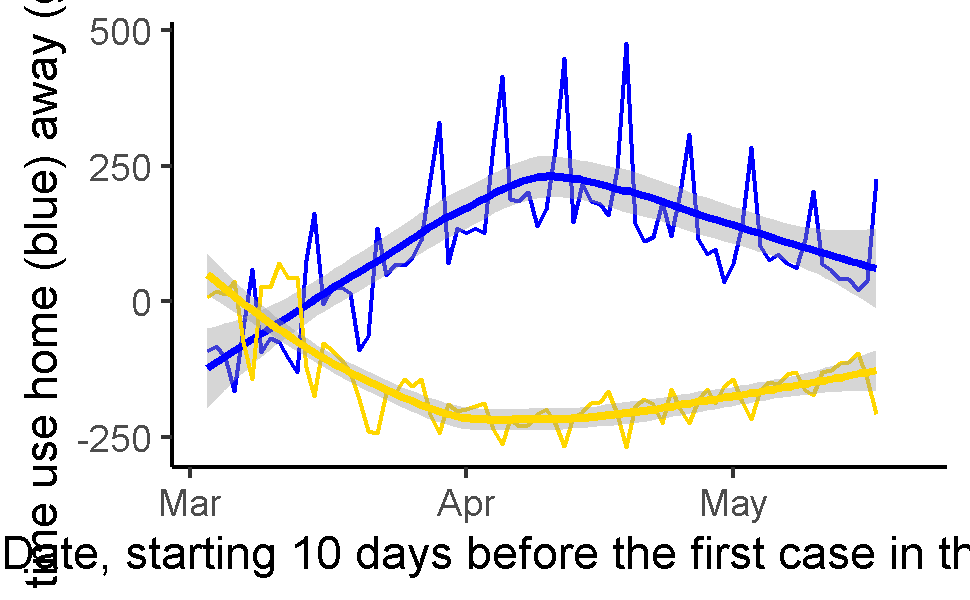 time use home (blue) away (
500
250
0
-250
Mar Apr May
Date, starting 10 days before the first case in th